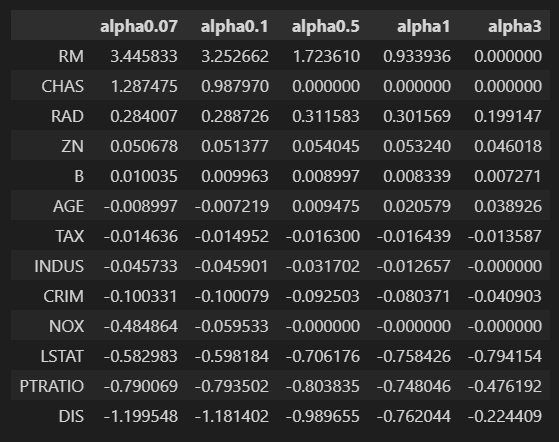 alpha0.07 alpha0.1 alpha0.5 alpha1 alpha3
RM 3.445833 3.252662 1.723610 0.933936 0.000000
CHAS 1.287475 0.987970 0.000000 0.000000 0.000000
RAD 0.284007 0.288726 0.311583 0.301569 0.199147
ZN 0.050678 0.051377 0.054045 0.053240 0.046018
B 0.010035 0.009963 0.008997 0.008339 0.007271
AGE -0.008997 -0.007219 0.009475 0.020579 0.038926
TAX -0.014636 -0.014952 -0.016300 -0.016439 -0.013587
INDUS -0.045733 -0.045901 -0.031702 -0.012657 -0.000000
CRIM -0.100331 -0.100079 -0.092503 -0.080371 -0.040903
NOX -0.484864 -0.059533 -0.000000 -0.000000 -0.000000
LSTAT -0.582983 -0.598184 -0.706176 -0.758426 -0.794154
PTRATIO -0.790069 -0.793502 -0.803835 -0.748046 -0.476192
DIS -1.199548 -1.181402 -0.989655 -0.762044 -0.224409